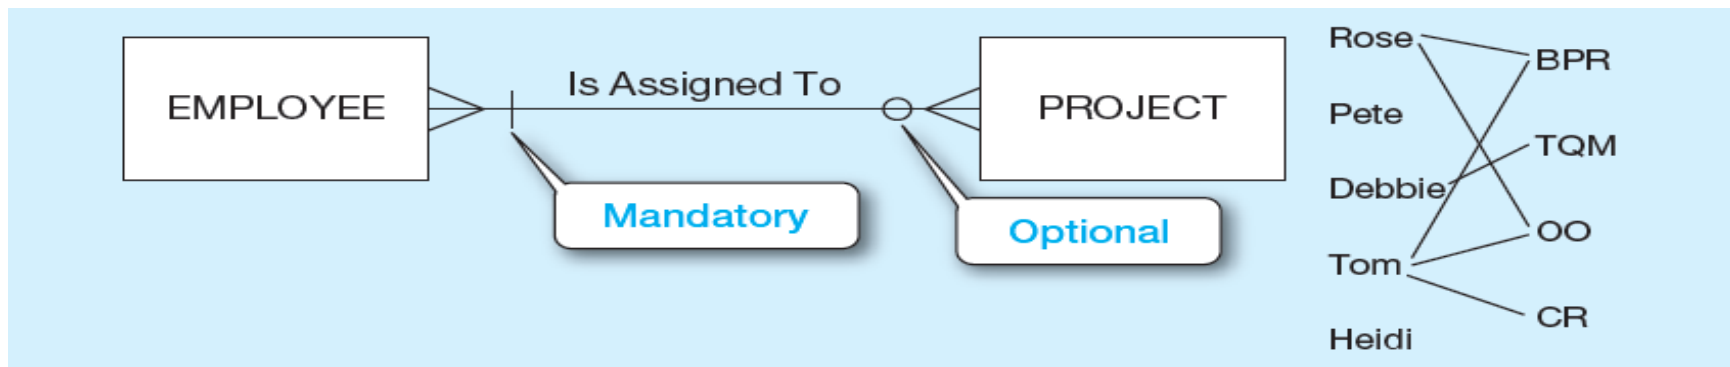 EMPLOYEE
Is Assigned To
PROJECT
Mandatory
Optional
Rose
Pete
Debbie
Tom
Heidi
BPR
TQM
OO
CR